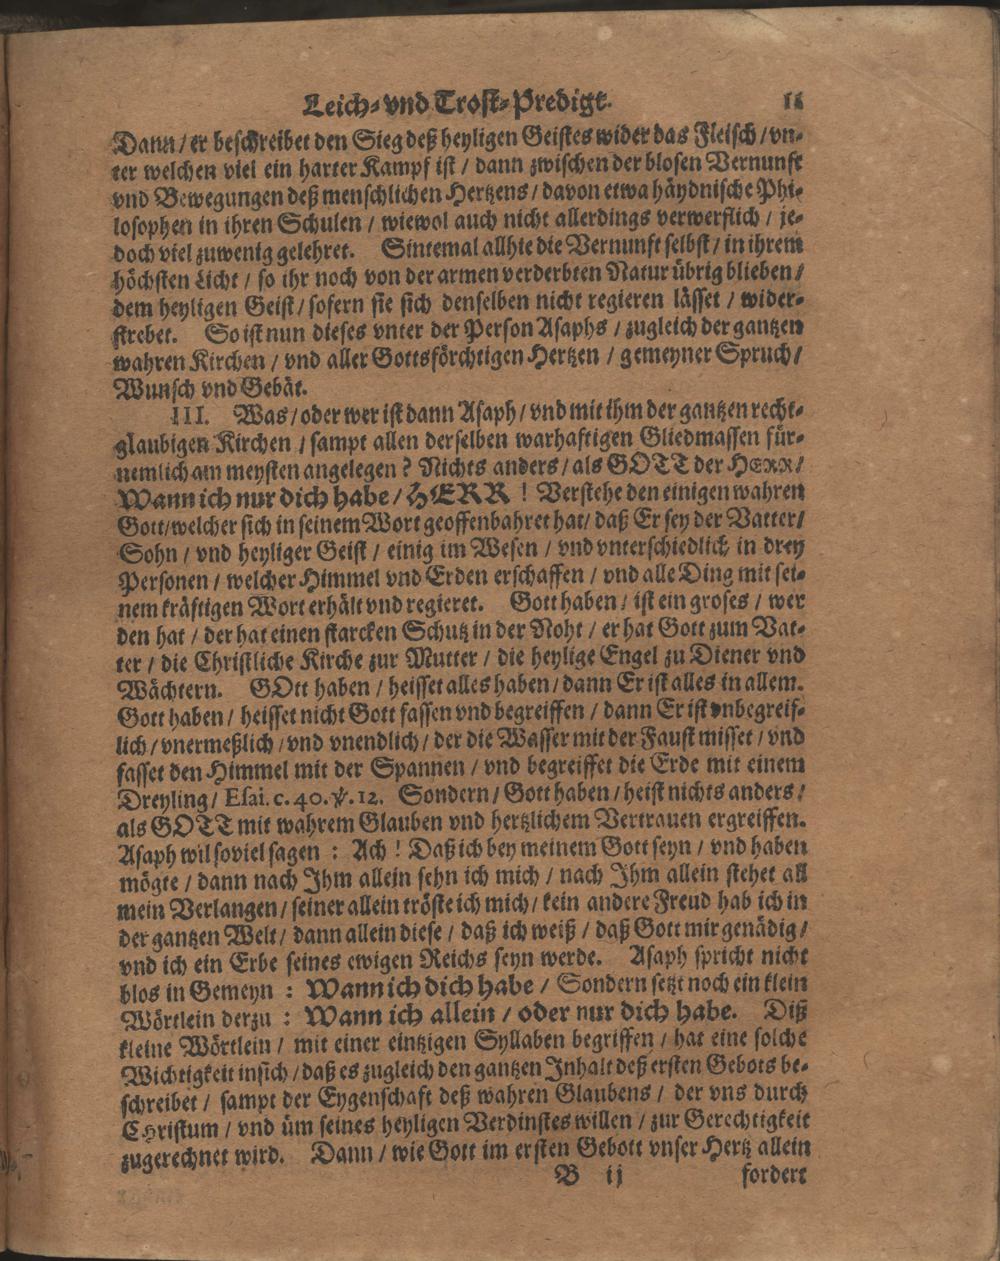 Leich- vnd Trost-Predigt. 11
Dann / er beschreibet den Sieg deß heyligen Geistes wider das Fleisch / vn-
ter welchen viel ein harter Kampf ist / dann zwischen der blosen Vernunft
vnd Bewegungen deß menschlichen Hertzens / davon etwa häydnische Phi-
losophen in ihren Schulen / wiewol auch nicht allerdings verwerflich / je-
doch viel zuwenig gelehret. Sintemal allhie die Vernunft selbst / in ihrem
höchsten Licht / so ihr noch von der armen verderbten Natur übrig blieben /
dem heyligen Geist / sofern sie sich denselben nicht regieren lässet / wider-
strebet. So ist nun dieses vnter der Person Asaphs / zugleich der gantzen
wahren Kirchen / vnd aller Gottsförchtigen Hertzen / gemeyner Spruch /
Wunsch vnd Gebät.
III. Was / oder wer ist dann Asaph / vnd mit ihm der gantzen recht-
glaubigen Kirchen / sampt allen derselben warhaftigen Gliedmassen für-
nemlich am meysten angelegen? Nichts anders / als GOTT der HERR /
Wann ich nur dich habe / HERR! Verstehe den einigen wahren
Gott / welcher sich in seinem Wort geoffenbahret hat / daß Er sey der Vatter /
Sohn / vnd heyliger Geist / einig im Wesen / vnd vnterschiedlich in drey
Personen / welcher Himmel vnd Erden erschaffen / vnd alle Ding mit sei-
nem kräftigen Wort erhält vnd regieret. Gott haben / ist ein groses / wer
den hat / der hat einen starcken Schutz in der Noht / er hat Gott zum Vat-
ter / die Christliche Kirche zur Mutter / die heylige Engel zu Diener vnd
Wächtern. GOtt haben / heisset alles haben / dann Er ist alles in allem.
Gott haben / heisset nicht Gott fassen vnd begreiffen / dann Er ist vnbegreif-
lich / vnermeßlich / vnd vnendlich / der die Wasser mit der Faust misset / vnd
fasset den Himmel mit der Spannen / vnd begreiffet die Erde mit einem
Dreyling / Esai. c. 40. ℣. 12. Sondern / Gott haben / heist nichts anders /
als GOTT mit wahrem Glauben vnd hertzlichem Vertrauen ergreiffen.
Asaph wil soviel sagen : Ach! Daß ich bey meinem Gott seyn / vnd haben
mögte / dann nach Ihm allein sehn ich mich / nach Ihm allein stehet all
mein Verlangen / seiner allein tröste ich mich / kein andere Freud hab ich in
der gantzen Welt / dann allein diese / daß ich weiß / daß Gott mir genädig /
vnd ich ein Erbe seines ewigen Reichs seyn werde. Asaph spricht nicht
blos in Gemeyn : Wann ich dich habe / Sondern setzt noch ein klein
Wörtlein derzu : Wann ich allein / oder nur dich habe. Diß
kleine Wörtlein / mit einer eintzigen Syllaben begriffen / hat eine solche
Wichtigkeit in sich / daß es zugleich den gantzen Inhalt deß ersten Gebots be-
schreibet / sampt der Eygenschaft deß wahren Glaubens / der vns durch
CHristum / vnd üm seines heyligen Verdinstes willen / zur Gerechtigkeit
zugerechnet wird. Dann / wie Gott im ersten Gebott vnser Hertz allein
B ij fordert